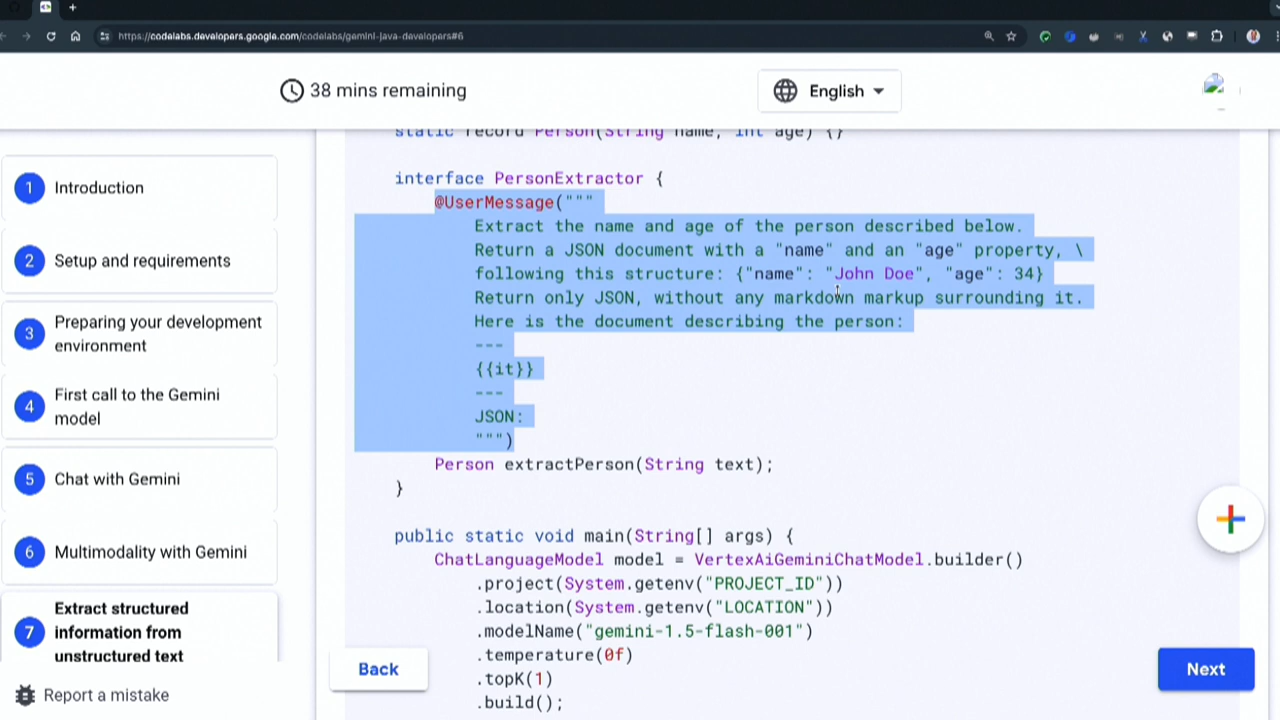 https://codelabs.developers.google.com/codelabs/gemini-java-developers#6
38 mins remaining
English
1 Introduction
2 Setup and requirements
3 Preparing your development
environment
4 First call to the Gemini
model
5 Chat with Gemini
6 Multimodality with Gemini
7 Extract structured
information from
unstructured text
Report a mistake
static record Person(String name, int age) {}
interface PersonExtractor {
@UserMessage("""
Extract the name and age of the person described below.
Return a JSON document with a "name" and an "age" property, \
following this structure: {"name": "John Doe", "age": 34}
Return only JSON, without any markdown markup surrounding it.
Here is the document describing the person:
---
{{it}}
---
JSON:
""")
Person extractPerson(String text);
}
public static void main(String[] args) {
ChatLanguageModel model = VertexAiGeminiChatModel.builder()
.project(System.getenv("PROJECT_ID"))
.location(System.getenv("LOCATION"))
.modelName("gemini-1.5-flash-001")
.temperature(0f)
.topK(1)
.build();
Back
Next